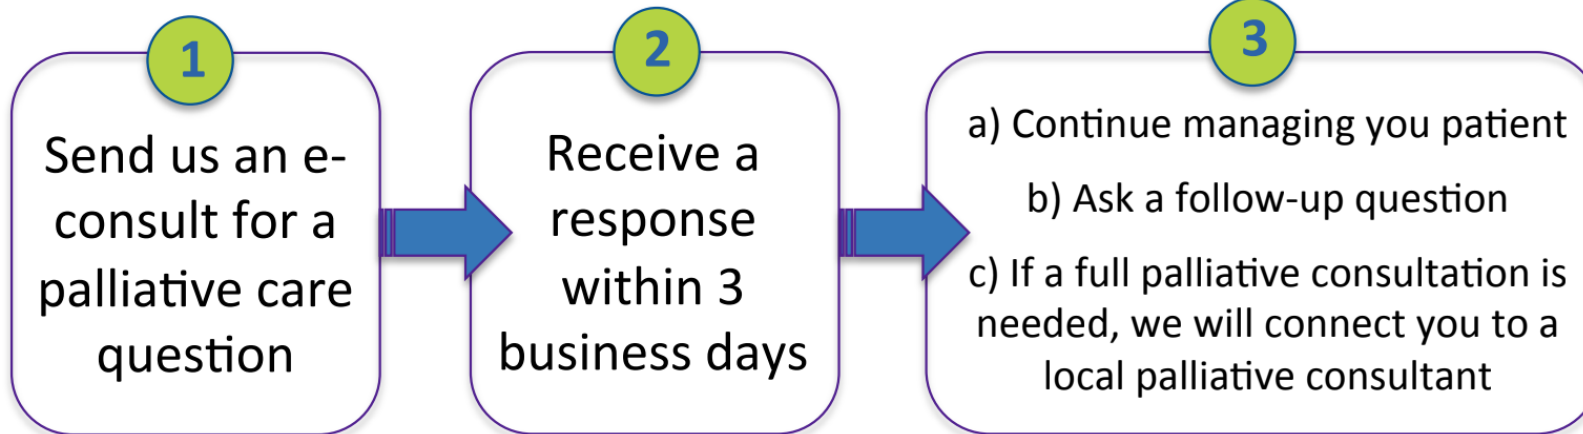 1
Send us an e-
consult for a
palliative care
question
2
Receive a
response
within 3
business days
3
a) Continue managing you patient
b) Ask a follow-up question
c) If a full palliative consultation is
needed, we will connect you to a
local palliative consultant